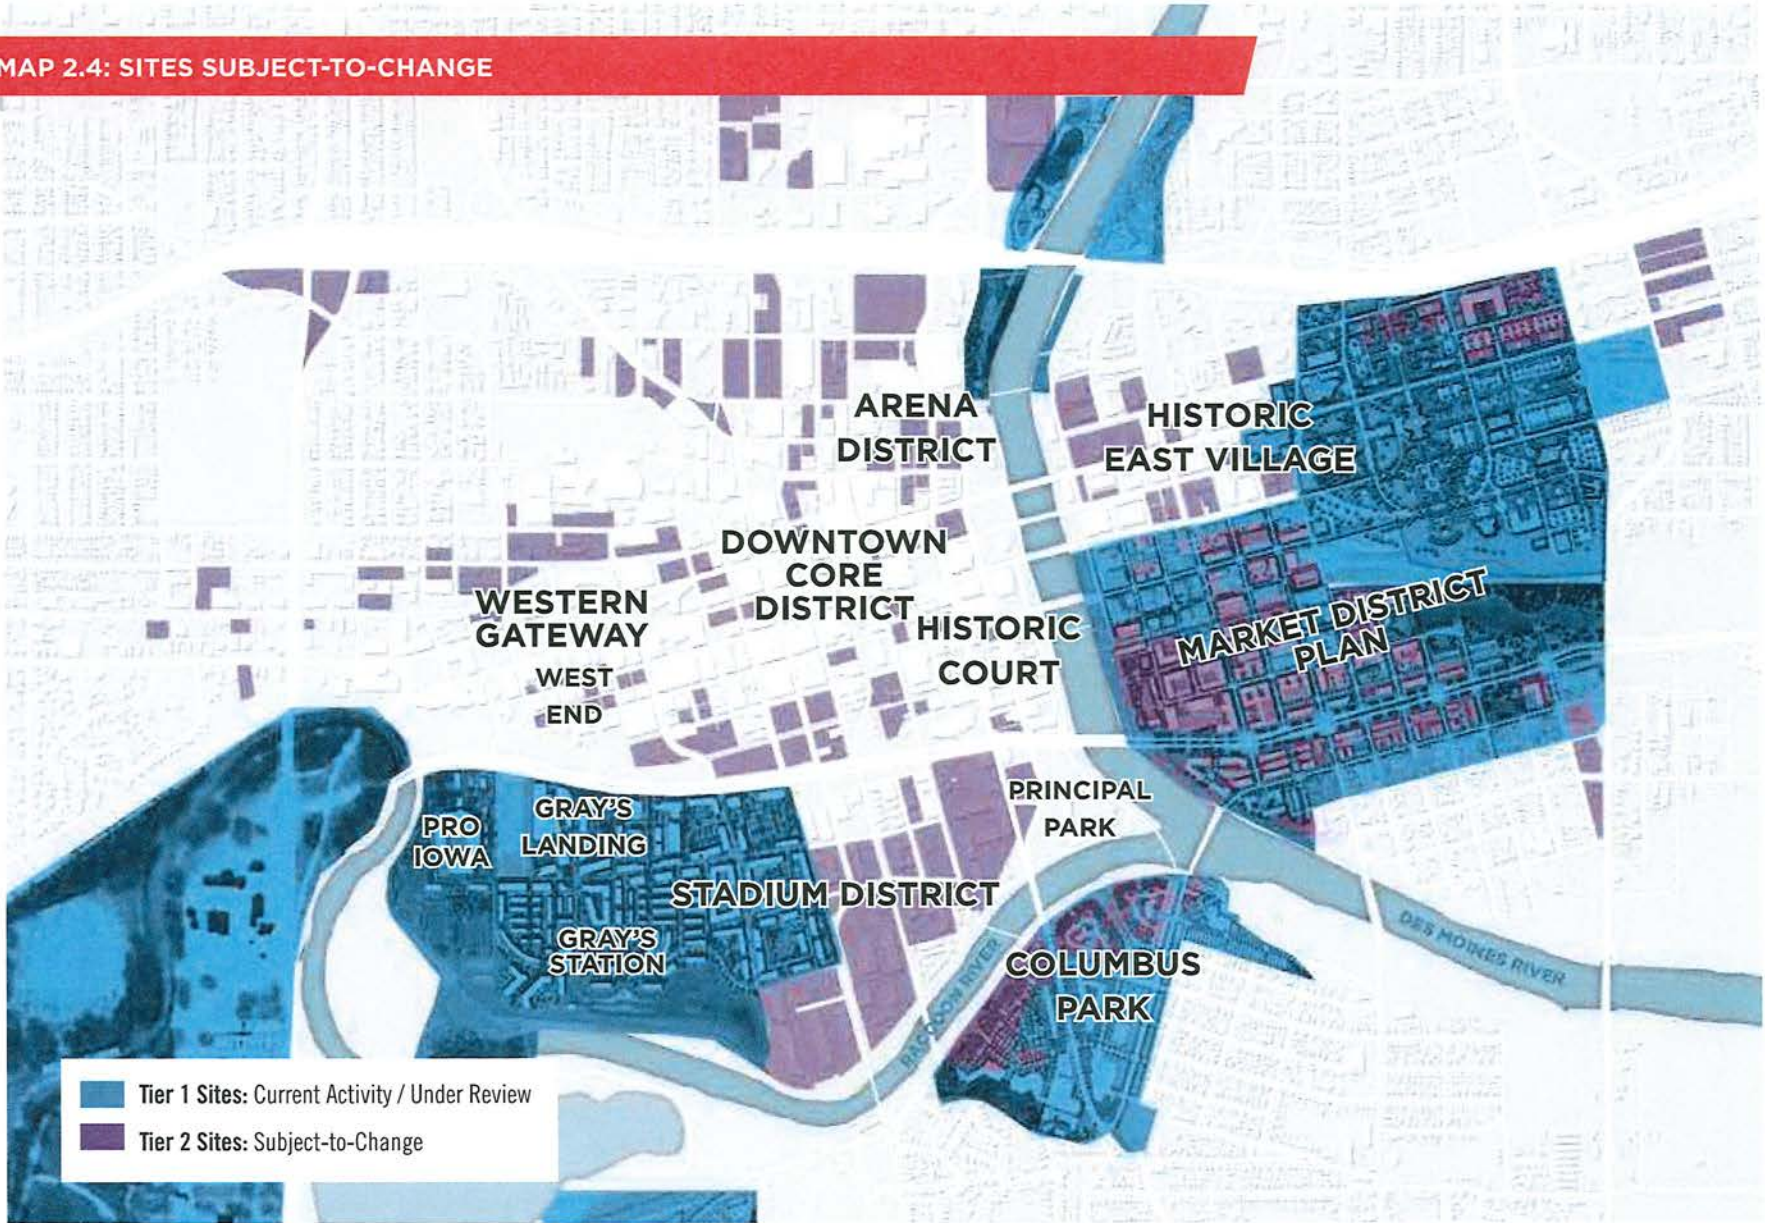 MAP 2.4: SITES SUBJECT-TO-CHANGE
ARENA
DISTRICT
HISTORIC
EAST VILLAGE
DOWNTOWN
CORE
DISTRICT
WESTERN
GATEWAY
HISTORIC
COURT
MARKET DISTRICT
PLAN
WEST
END
PRO
IOWA
GRAY'S
LANDING
PRINCIPAL
PARK
STADIUM DISTRICT
GRAY'S
STATION
COLUMBUS
PARK
RACCOON RIVER
DES MOINES RIVER
Tier 1 Sites: Current Activity / Under Review
Tier 2 Sites: Subject-to-Change